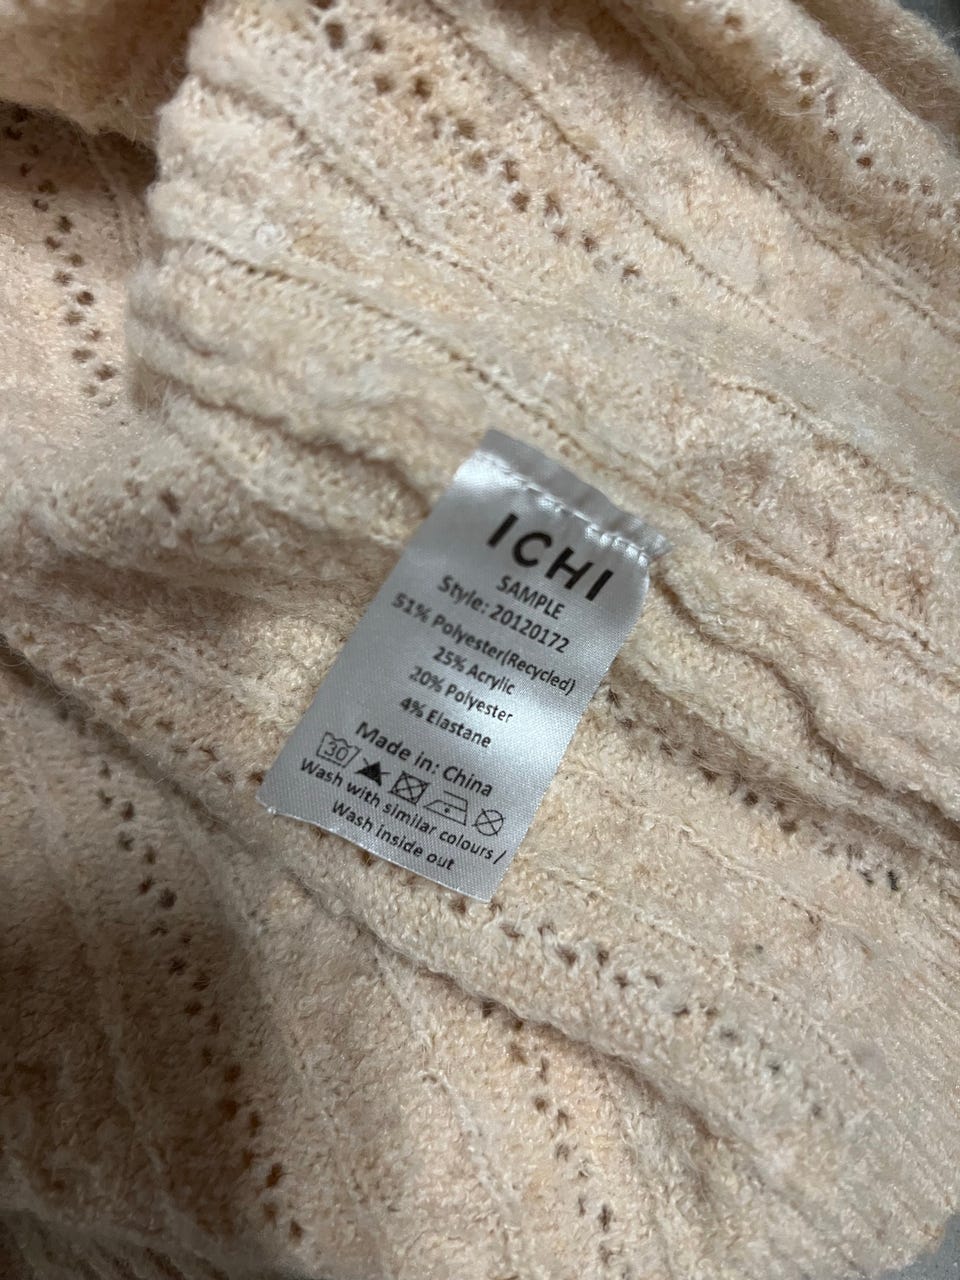 ICHI
SAMPLE
Style: 20120172
51% Polyester(Recycled)
25% Acrylic
20% Polyester
4% Elastane
Made in: China
30
Wash with similar colours /
Wash inside out